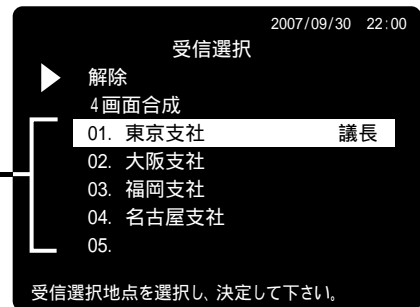 2007/09/30 22:00
受信選択
解除
4画面合成
01. 東京支社 議長
02. 大阪支社
03. 福岡支社
04. 名古屋支社
05.
受信選択地点を選択し、決定して下さい。